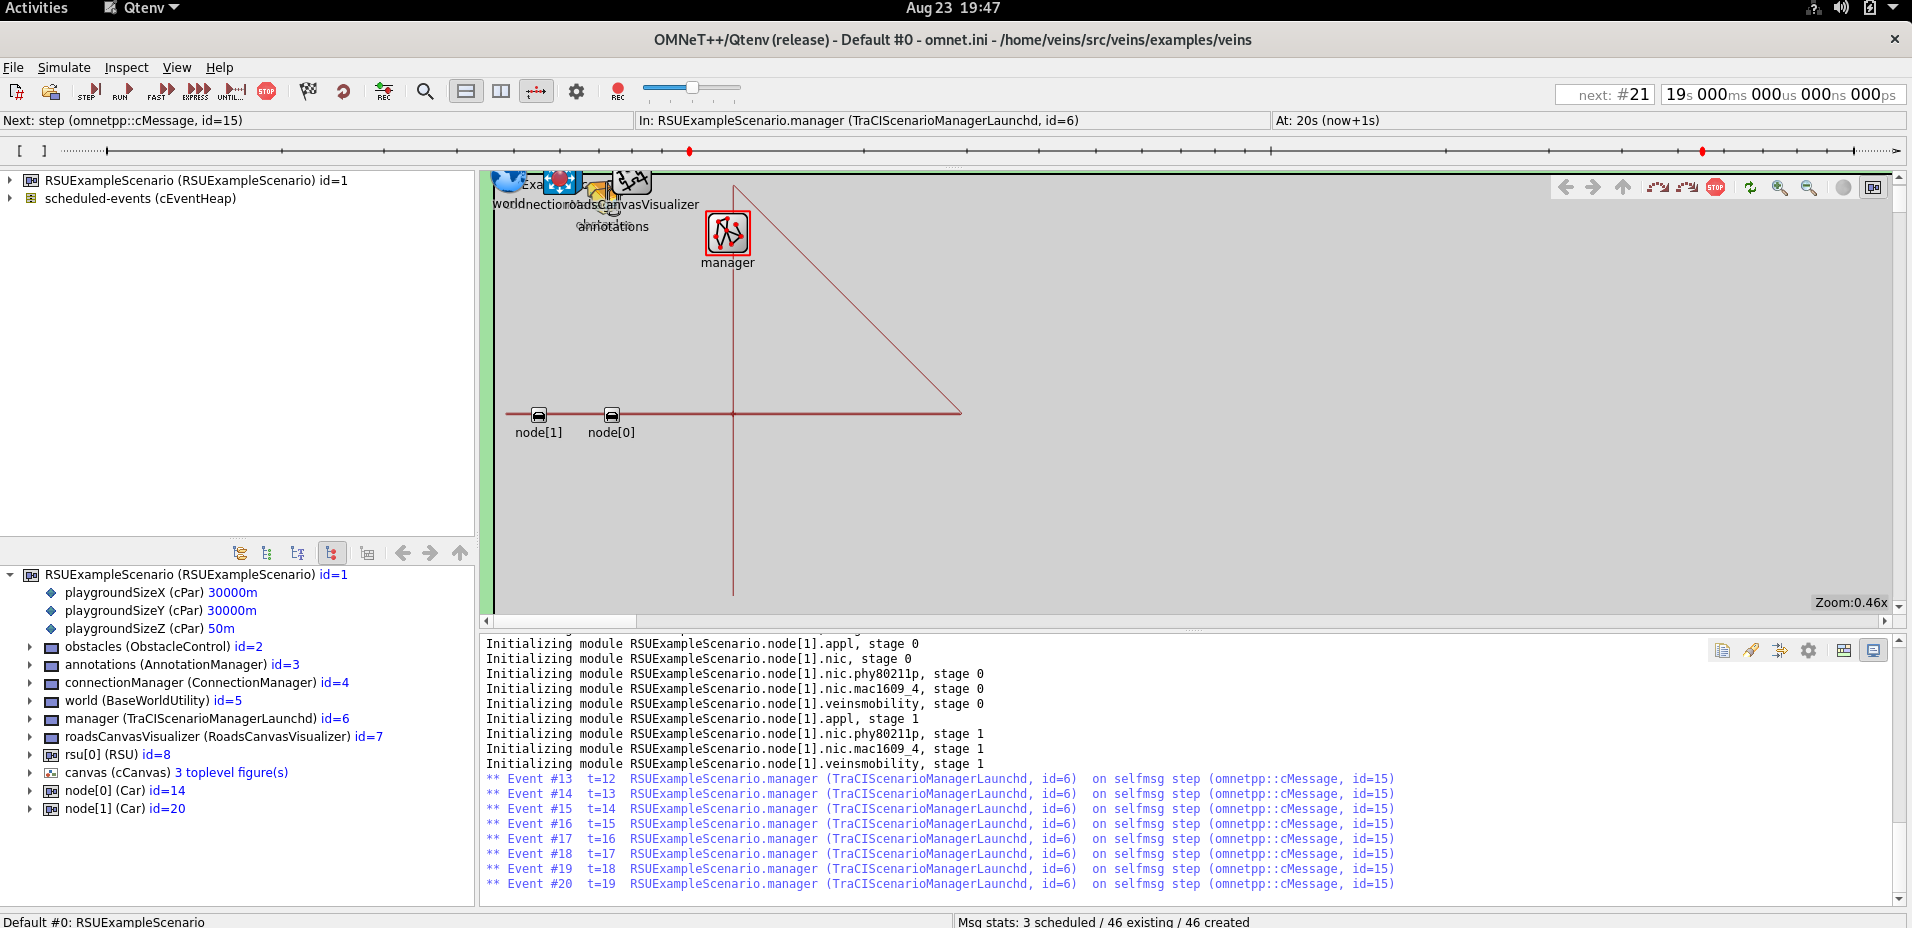 Activities
Qtenv
Aug 23 19:47
OMNeT++/Qtenv (release) - Default #0 - omnet.ini - /home/veins/src/veins/examples/veins
File Simulate Inspect View Help
STEP RUN FAST EXPRESS UNTIL... STOP REC REC
next: #21
19s 000ms 000us 000ns 000ps
Next: step (omnetpp::cMessage, id=15)
In: RSUExampleScenario.manager (TraCIScenarioManagerLaunchd, id=6)
At: 20s (now+1s)
[ ]
RSUExampleScenario (RSUExampleScenario) id=1
scheduled-events (cEventHeap)
RSUExampleScenario (RSUExampleScenario) id=1
playgroundSizeX (cPar) 30000m
playgroundSizeY (cPar) 30000m
playgroundSizeZ (cPar) 50m
obstacles (ObstacleControl) id=2
annotations (AnnotationManager) id=3
connectionManager (ConnectionManager) id=4
world (BaseWorldUtility) id=5
manager (TraCIScenarioManagerLaunchd) id=6
roadsCanvasVisualizer (RoadsCanvasVisualizer) id=7
rsu[0] (RSU) id=8
canvas (cCanvas) 3 toplevel figure(s)
node[0] (Car) id=14
node[1] (Car) id=20
world
roadsCanvasVisualizer
annotations
manager
STOP
node[1]
node[0]
Zoom:0.46x
Initializing module RSUExampleScenario.node[1].appl, stage 0
Initializing module RSUExampleScenario.node[1].nic, stage 0
Initializing module RSUExampleScenario.node[1].nic.phy80211p, stage 0
Initializing module RSUExampleScenario.node[1].nic.mac1609_4, stage 0
Initializing module RSUExampleScenario.node[1].veinsmobility, stage 0
Initializing module RSUExampleScenario.node[1].appl, stage 1
Initializing module RSUExampleScenario.node[1].nic.phy80211p, stage 1
Initializing module RSUExampleScenario.node[1].nic.mac1609_4, stage 1
Initializing module RSUExampleScenario.node[1].veinsmobility, stage 1
** Event #13 t=12 RSUExampleScenario.manager (TraCIScenarioManagerLaunchd, id=6) on selfmsg step (omnetpp::cMessage, id=15)
** Event #14 t=13 RSUExampleScenario.manager (TraCIScenarioManagerLaunchd, id=6) on selfmsg step (omnetpp::cMessage, id=15)
** Event #15 t=14 RSUExampleScenario.manager (TraCIScenarioManagerLaunchd, id=6) on selfmsg step (omnetpp::cMessage, id=15)
** Event #16 t=15 RSUExampleScenario.manager (TraCIScenarioManagerLaunchd, id=6) on selfmsg step (omnetpp::cMessage, id=15)
** Event #17 t=16 RSUExampleScenario.manager (TraCIScenarioManagerLaunchd, id=6) on selfmsg step (omnetpp::cMessage, id=15)
** Event #18 t=17 RSUExampleScenario.manager (TraCIScenarioManagerLaunchd, id=6) on selfmsg step (omnetpp::cMessage, id=15)
** Event #19 t=18 RSUExampleScenario.manager (TraCIScenarioManagerLaunchd, id=6) on selfmsg step (omnetpp::cMessage, id=15)
** Event #20 t=19 RSUExampleScenario.manager (TraCIScenarioManagerLaunchd, id=6) on selfmsg step (omnetpp::cMessage, id=15)
Default #0: RSUExampleScenario
Msg stats: 3 scheduled / 46 existing / 46 created